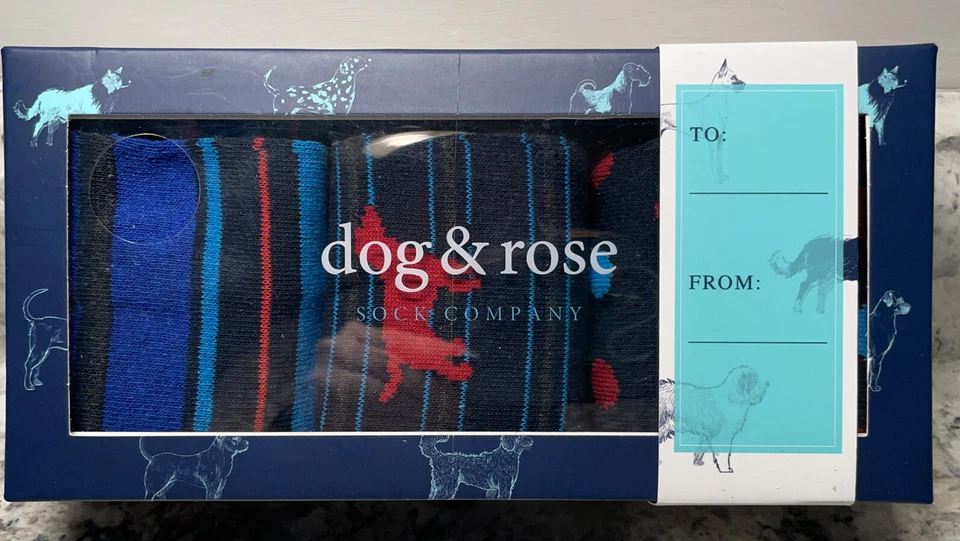 dog & rose
SOCK COMPANY
TO:
FROM: